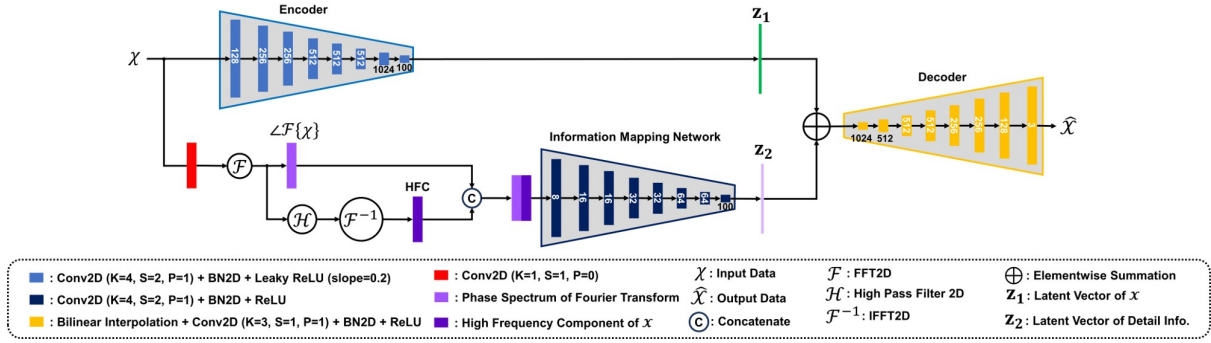 Encoder
𝒳
128
256
256
512
512
512
1024
100
z₁
Decoder
1024
512
512
512
256
256
128
3
𝒳̂
∠ℱ{𝒳}
ℱ
HFC
ℋ
ℱ⁻¹
C
Information Mapping Network
8
16
16
32
32
64
64
100
z₂
: Conv2D (K=4, S=2, P=1) + BN2D + Leaky ReLU (slope=0.2)
: Conv2D (K=4, S=2, P=1) + BN2D + ReLU
: Bilinear Interpolation + Conv2D (K=3, S=1, P=1) + BN2D + ReLU
: Conv2D (K=1, S=1, P=0)
: Phase Spectrum of Fourier Transform
: High Frequency Component of x
𝒳 : Input Data
𝒳̂ : Output Data
C : Concatenate
ℱ : FFT2D
ℋ : High Pass Filter 2D
ℱ⁻¹ : IFFT2D
⊕ : Elementwise Summation
z₁ : Latent Vector of x
z₂ : Latent Vector of Detail Info.